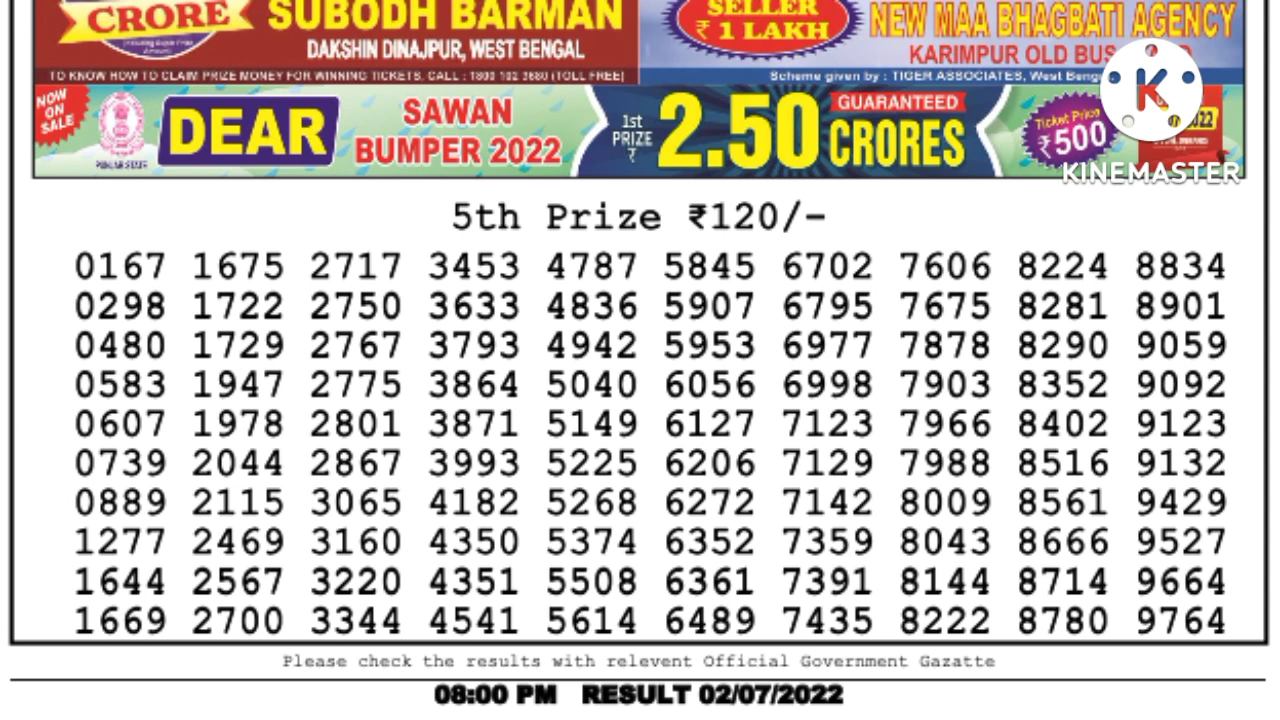 CRORE
SUBODH BARMAN
DAKSHIN DINAJPUR, WEST BENGAL
SELLER
₹ 1 LAKH
NEW MAA BHAGBATI AGENCY
KARIMPUR OLD BUS
TO KNOW HOW TO CLAIM PRIZE MONEY FOR WINNING TICKETS, CALL : 1800 102 3680 (TOLL FREE)
Scheme given by : TIGER ASSOCIATES, West
NOW
ON
SALE
DEAR
SAWAN
BUMPER 2022
1st
PRIZE
₹
2.50
GUARANTEED
CRORES
Ticket Price
₹500
K
KINEMASTER
5th Prize ₹120/-
0167 1675 2717 3453 4787 5845 6702 7606 8224 8834
0298 1722 2750 3633 4836 5907 6795 7675 8281 8901
0480 1729 2767 3793 4942 5953 6977 7878 8290 9059
0583 1947 2775 3864 5040 6056 6998 7903 8352 9092
0607 1978 2801 3871 5149 6127 7123 7966 8402 9123
0739 2044 2867 3993 5225 6206 7129 7988 8516 9132
0889 2115 3065 4182 5268 6272 7142 8009 8561 9429
1277 2469 3160 4350 5374 6352 7359 8043 8666 9527
1644 2567 3220 4351 5508 6361 7391 8144 8714 9664
1669 2700 3344 4541 5614 6489 7435 8222 8780 9764
Please check the results with relevent Official Government Gazatte
08:00 PM RESULT 02/07/2022